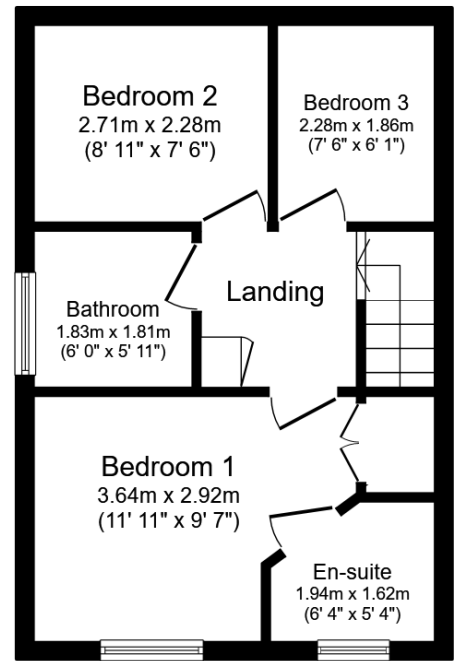 Bedroom 2
2.71m x 2.28m
(8' 11" x 7' 6")
Bedroom 3
2.28m x 1.86m
(7' 6" x 6' 1")
Landing
Bathroom
1.83m x 1.81m
(6' 0" x 5' 11")
Bedroom 1
3.64m x 2.92m
(11' 11" x 9' 7")
En-suite
1.94m x 1.62m
(6' 4" x 5' 4")